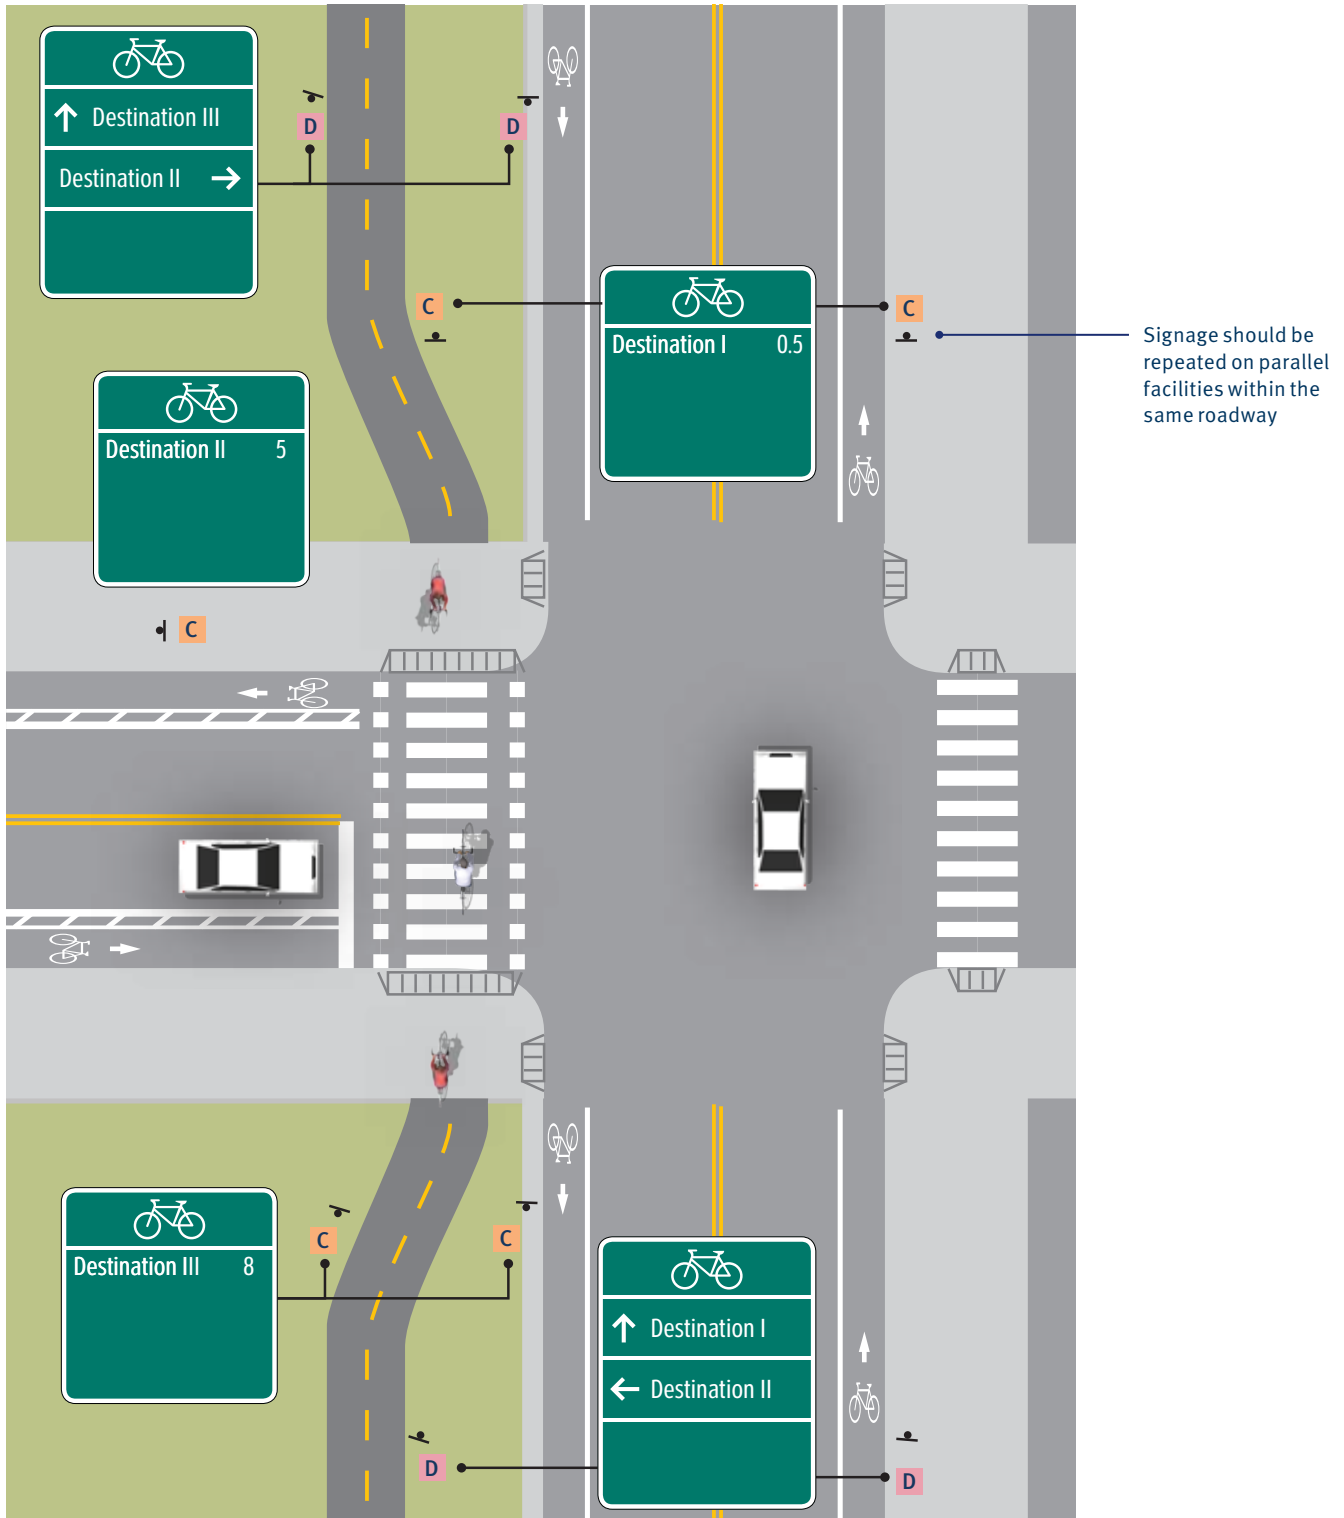 Destination III
Destination II
D
D
C
Destination I 0.5
C
Signage should be
repeated on parallel
facilities within the
same roadway
Destination II 5
C
Destination III 8
C
C
Destination I
Destination II
D
D